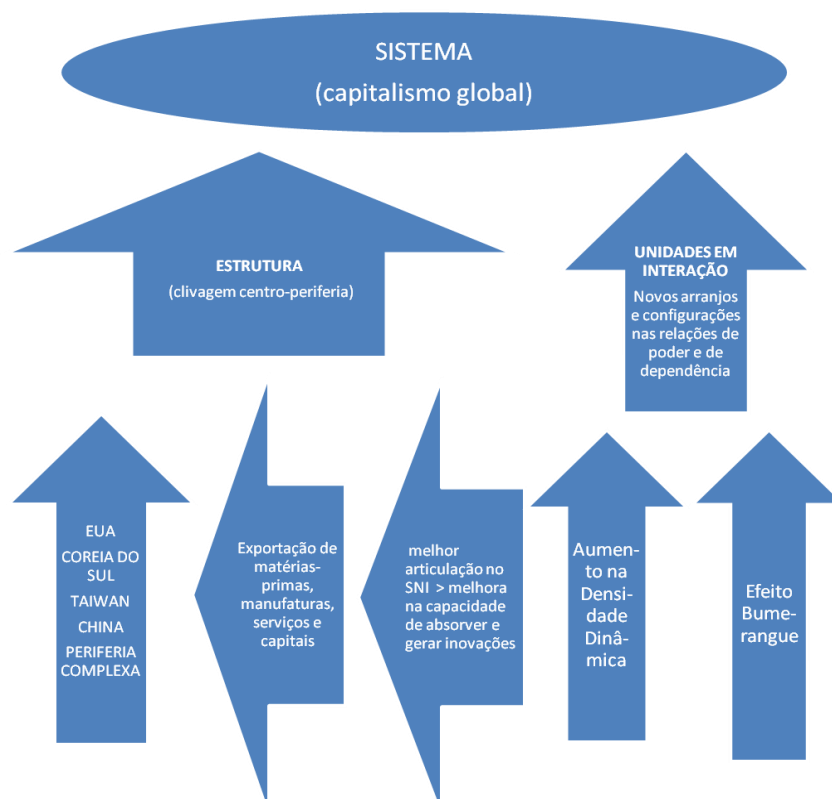 SISTEMA
(capitalismo global)
ESTRUTURA
(clivagem centro-periferia)
UNIDADES EM
INTERAÇÃO
Novos arranjos
e configurações
nas relações de
poder e de
dependência
EUA
COREIA DO
SUL
TAIWAN
CHINA
PERIFERIA
COMPLEXA
Exportação de
matérias-
primas,
manufaturas,
serviços e
capitais
melhor
articulação no
SNI > melhora
na capacidade
de absorver e
gerar inovações
Aumen-
to na
Densi-
dade
Dinâ-
mica
Efeito
Bume-
rangue